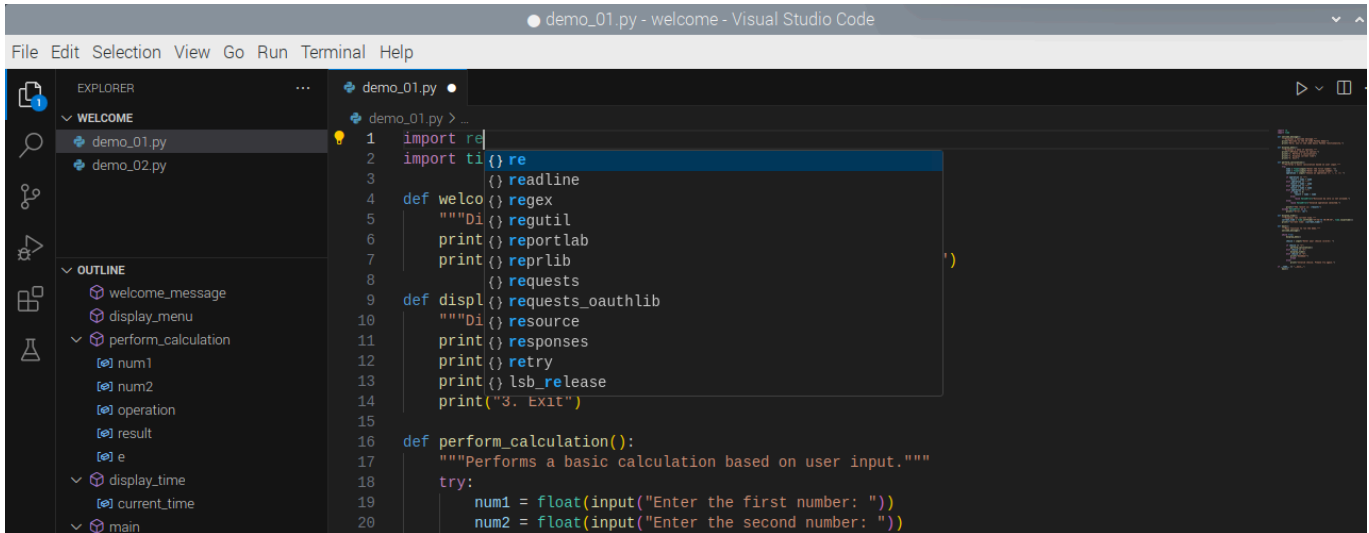 demo_01.py - welcome - Visual Studio Code
File Edit Selection View Go Run Terminal Help
EXPLORER ...
demo_01.py
WELCOME
demo_01.py
demo_02.py
OUTLINE
welcome_message
display_menu
perform_calculation
num1
num2
operation
result
e
display_time
current_time
main
1
demo_01.py > ...
1 import re
2 import ti
3
4 def welco
5 """Di
6 print
7 print ')
8
9 def displ
10 """Di
11 print
12 print
13 print
14 print("3. Exit")
15
16 def perform_calculation():
17 """Performs a basic calculation based on user input."""
18 try:
19 num1 = float(input("Enter the first number: "))
20 num2 = float(input("Enter the second number: "))
{} re
{} readline
{} regex
{} regutil
{} reportlab
{} reprlib
{} requests
{} requests_oauthlib
{} resource
{} responses
{} retry
{} lsb_release